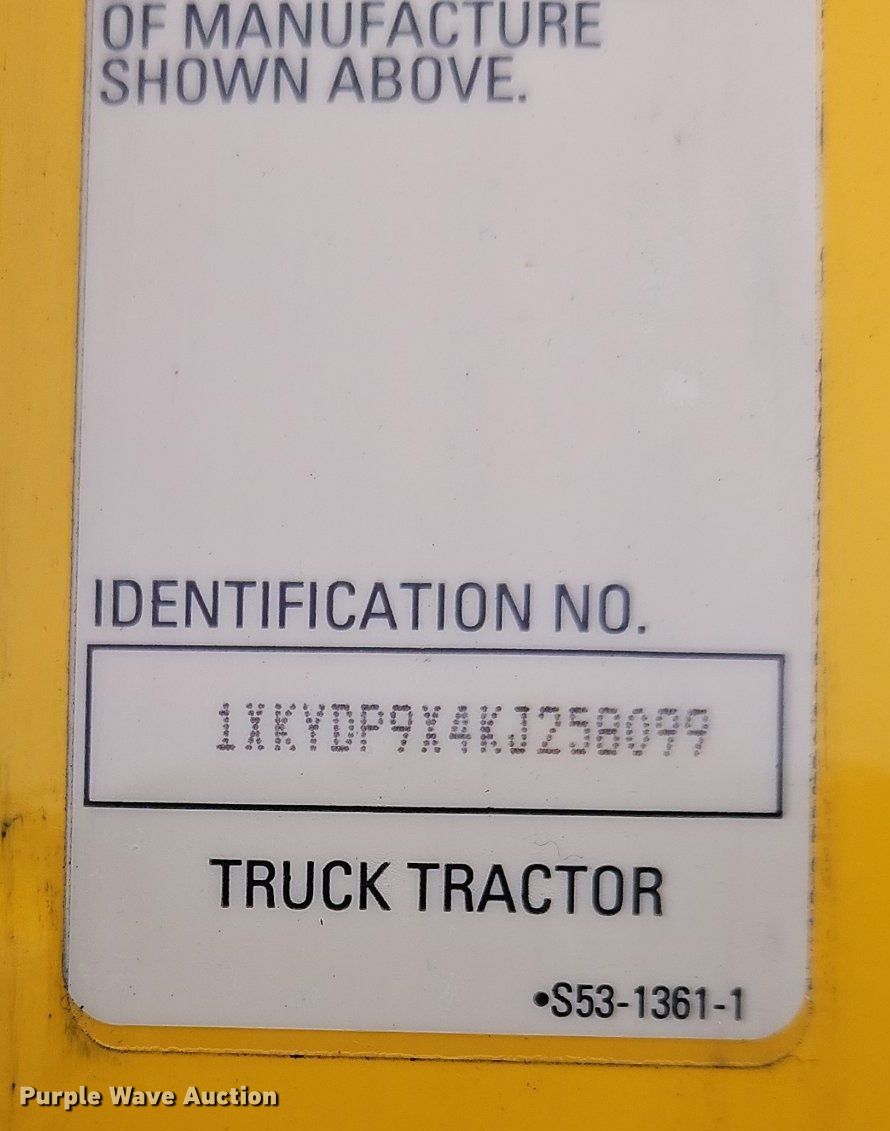 OF MANUFACTURE
SHOWN ABOVE.
IDENTIFICATION NO.
1XKYDP9X4KJ258099
TRUCK TRACTOR
•S53-1361-1
Purple Wave Auction